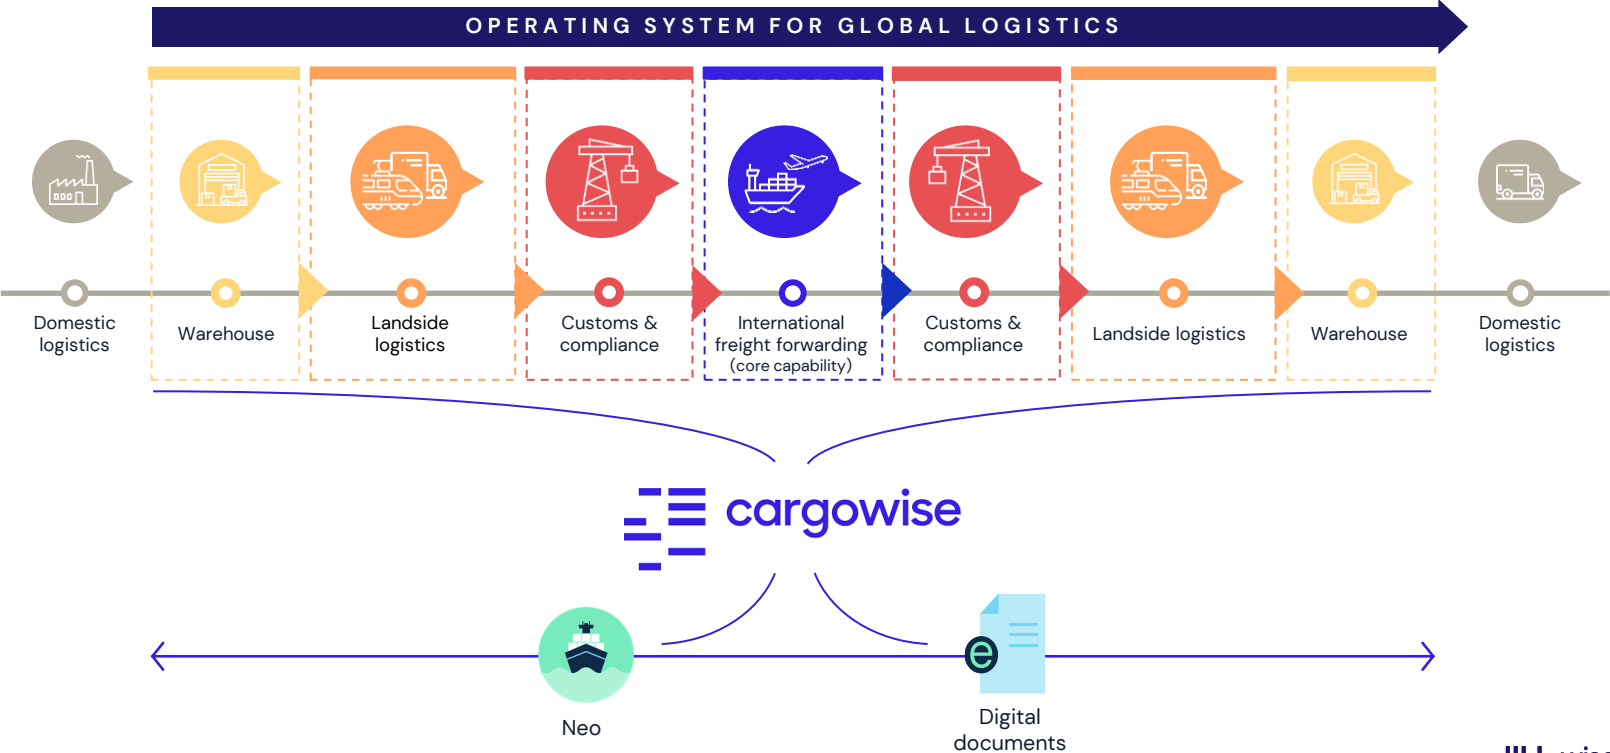 OPERATING SYSTEM FOR GLOBAL LOGISTICS
Domestic
logistics
Warehouse
Landside
logistics
Customs &
compliance
International
freight forwarding
(core capability)
Customs &
compliance
Landside logistics
Warehouse
Domestic
logistics
cargowise
e
Neo
Digital
documents